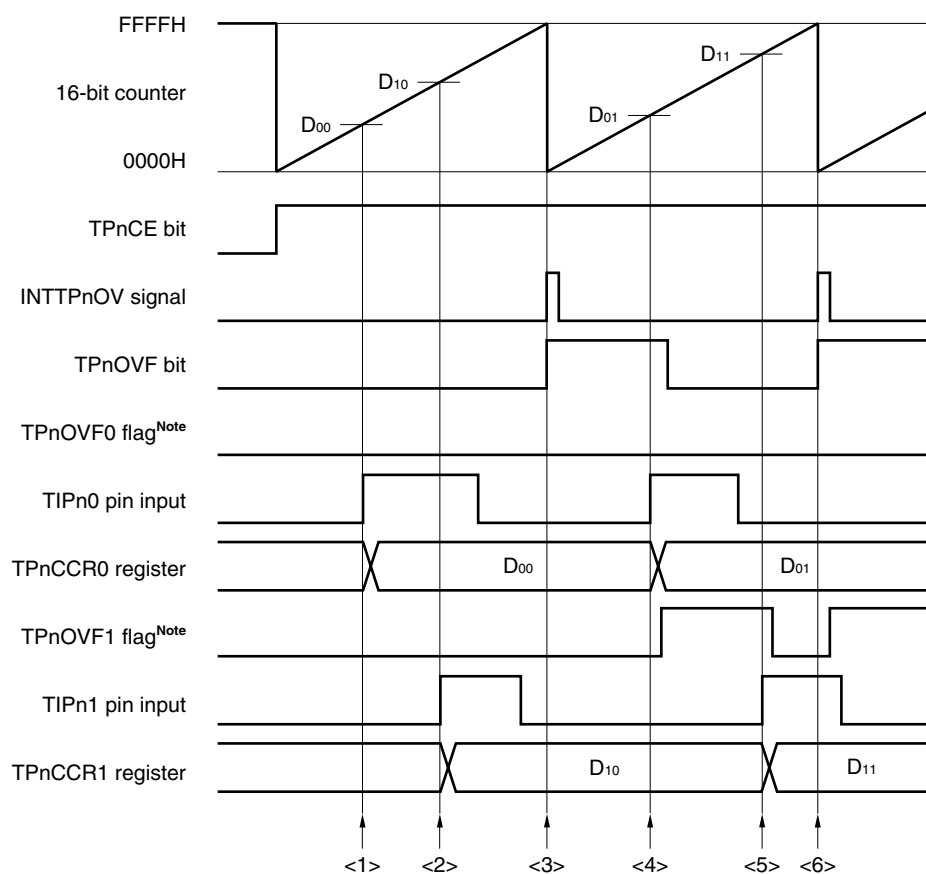 FFFFH
D10
D11
16-bit counter
D00
D01
0000H
TPnCE bit
INTTPnOV signal
TPnOVF bit
TPnOVF0 flagNote
TIPn0 pin input
TPnCCR0 register
D00
D01
TPnOVF1 flagNote
TIPn1 pin input
TPnCCR1 register
D10
D11
<1> <2> <3> <4> <5> <6>